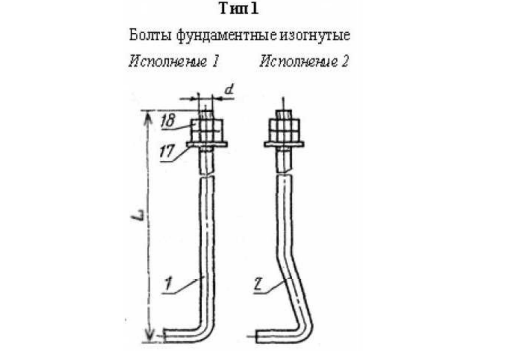 Тип 1
Болты фундаментные изогнутые
Исполнение 1 Исполнение 2
d
18
17
L
1
2